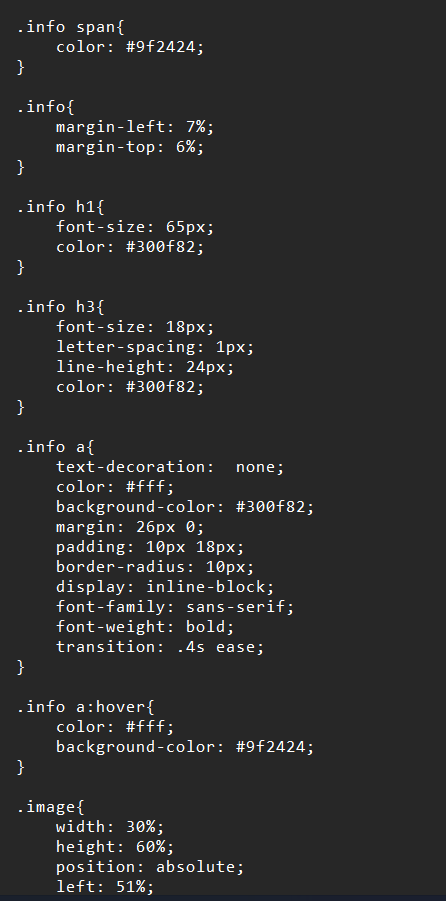 .info span{
    color: #9f2424;
}

.info{
    margin-left: 7%;
    margin-top: 6%;
}

.info h1{
    font-size: 65px;
    color: #300f82;
}

.info h3{
    font-size: 18px;
    letter-spacing: 1px;
    line-height: 24px;
    color: #300f82;
}

.info a{
    text-decoration:  none;
    color: #fff;
    background-color: #300f82;
    margin: 26px 0;
    padding: 10px 18px;
    border-radius: 10px;
    display: inline-block;
    font-family: sans-serif;
    font-weight: bold;
    transition: .4s ease;
}

.info a:hover{
    color: #fff;
    background-color: #9f2424;
}

.image{
    width: 30%;
    height: 60%;
    position: absolute;
    left: 51%;